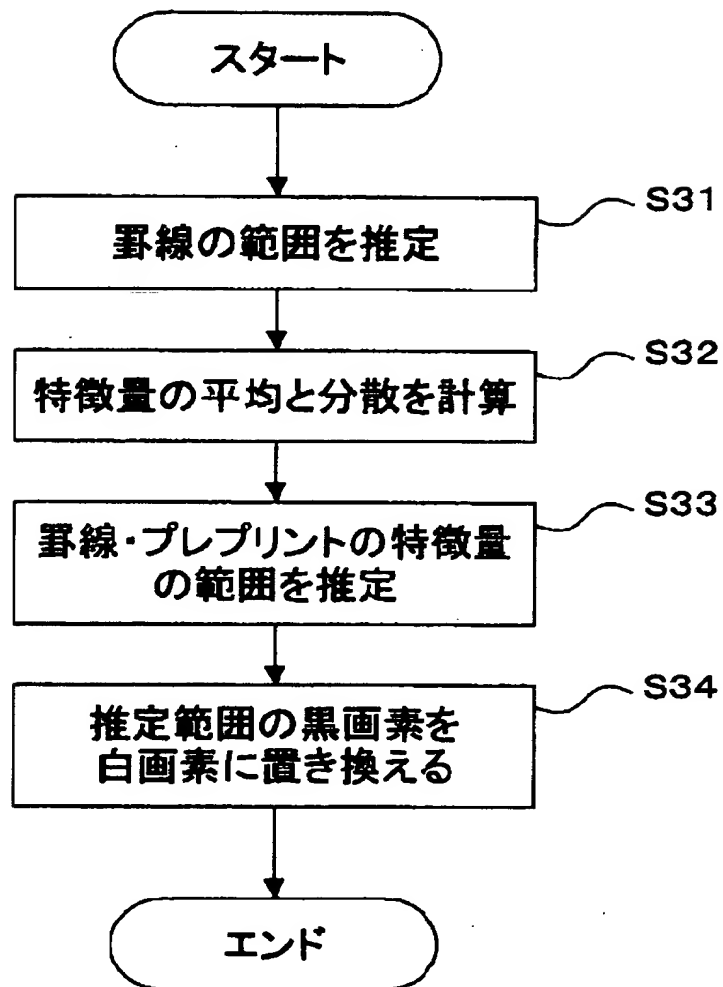 スタート
S31
罫線の範囲を推定
S32
特徴量の平均と分散を計算
S33
罫線・プレプリントの特徴量
の範囲を推定
S34
推定範囲の黒画素を
白画素に置き換える
エンド